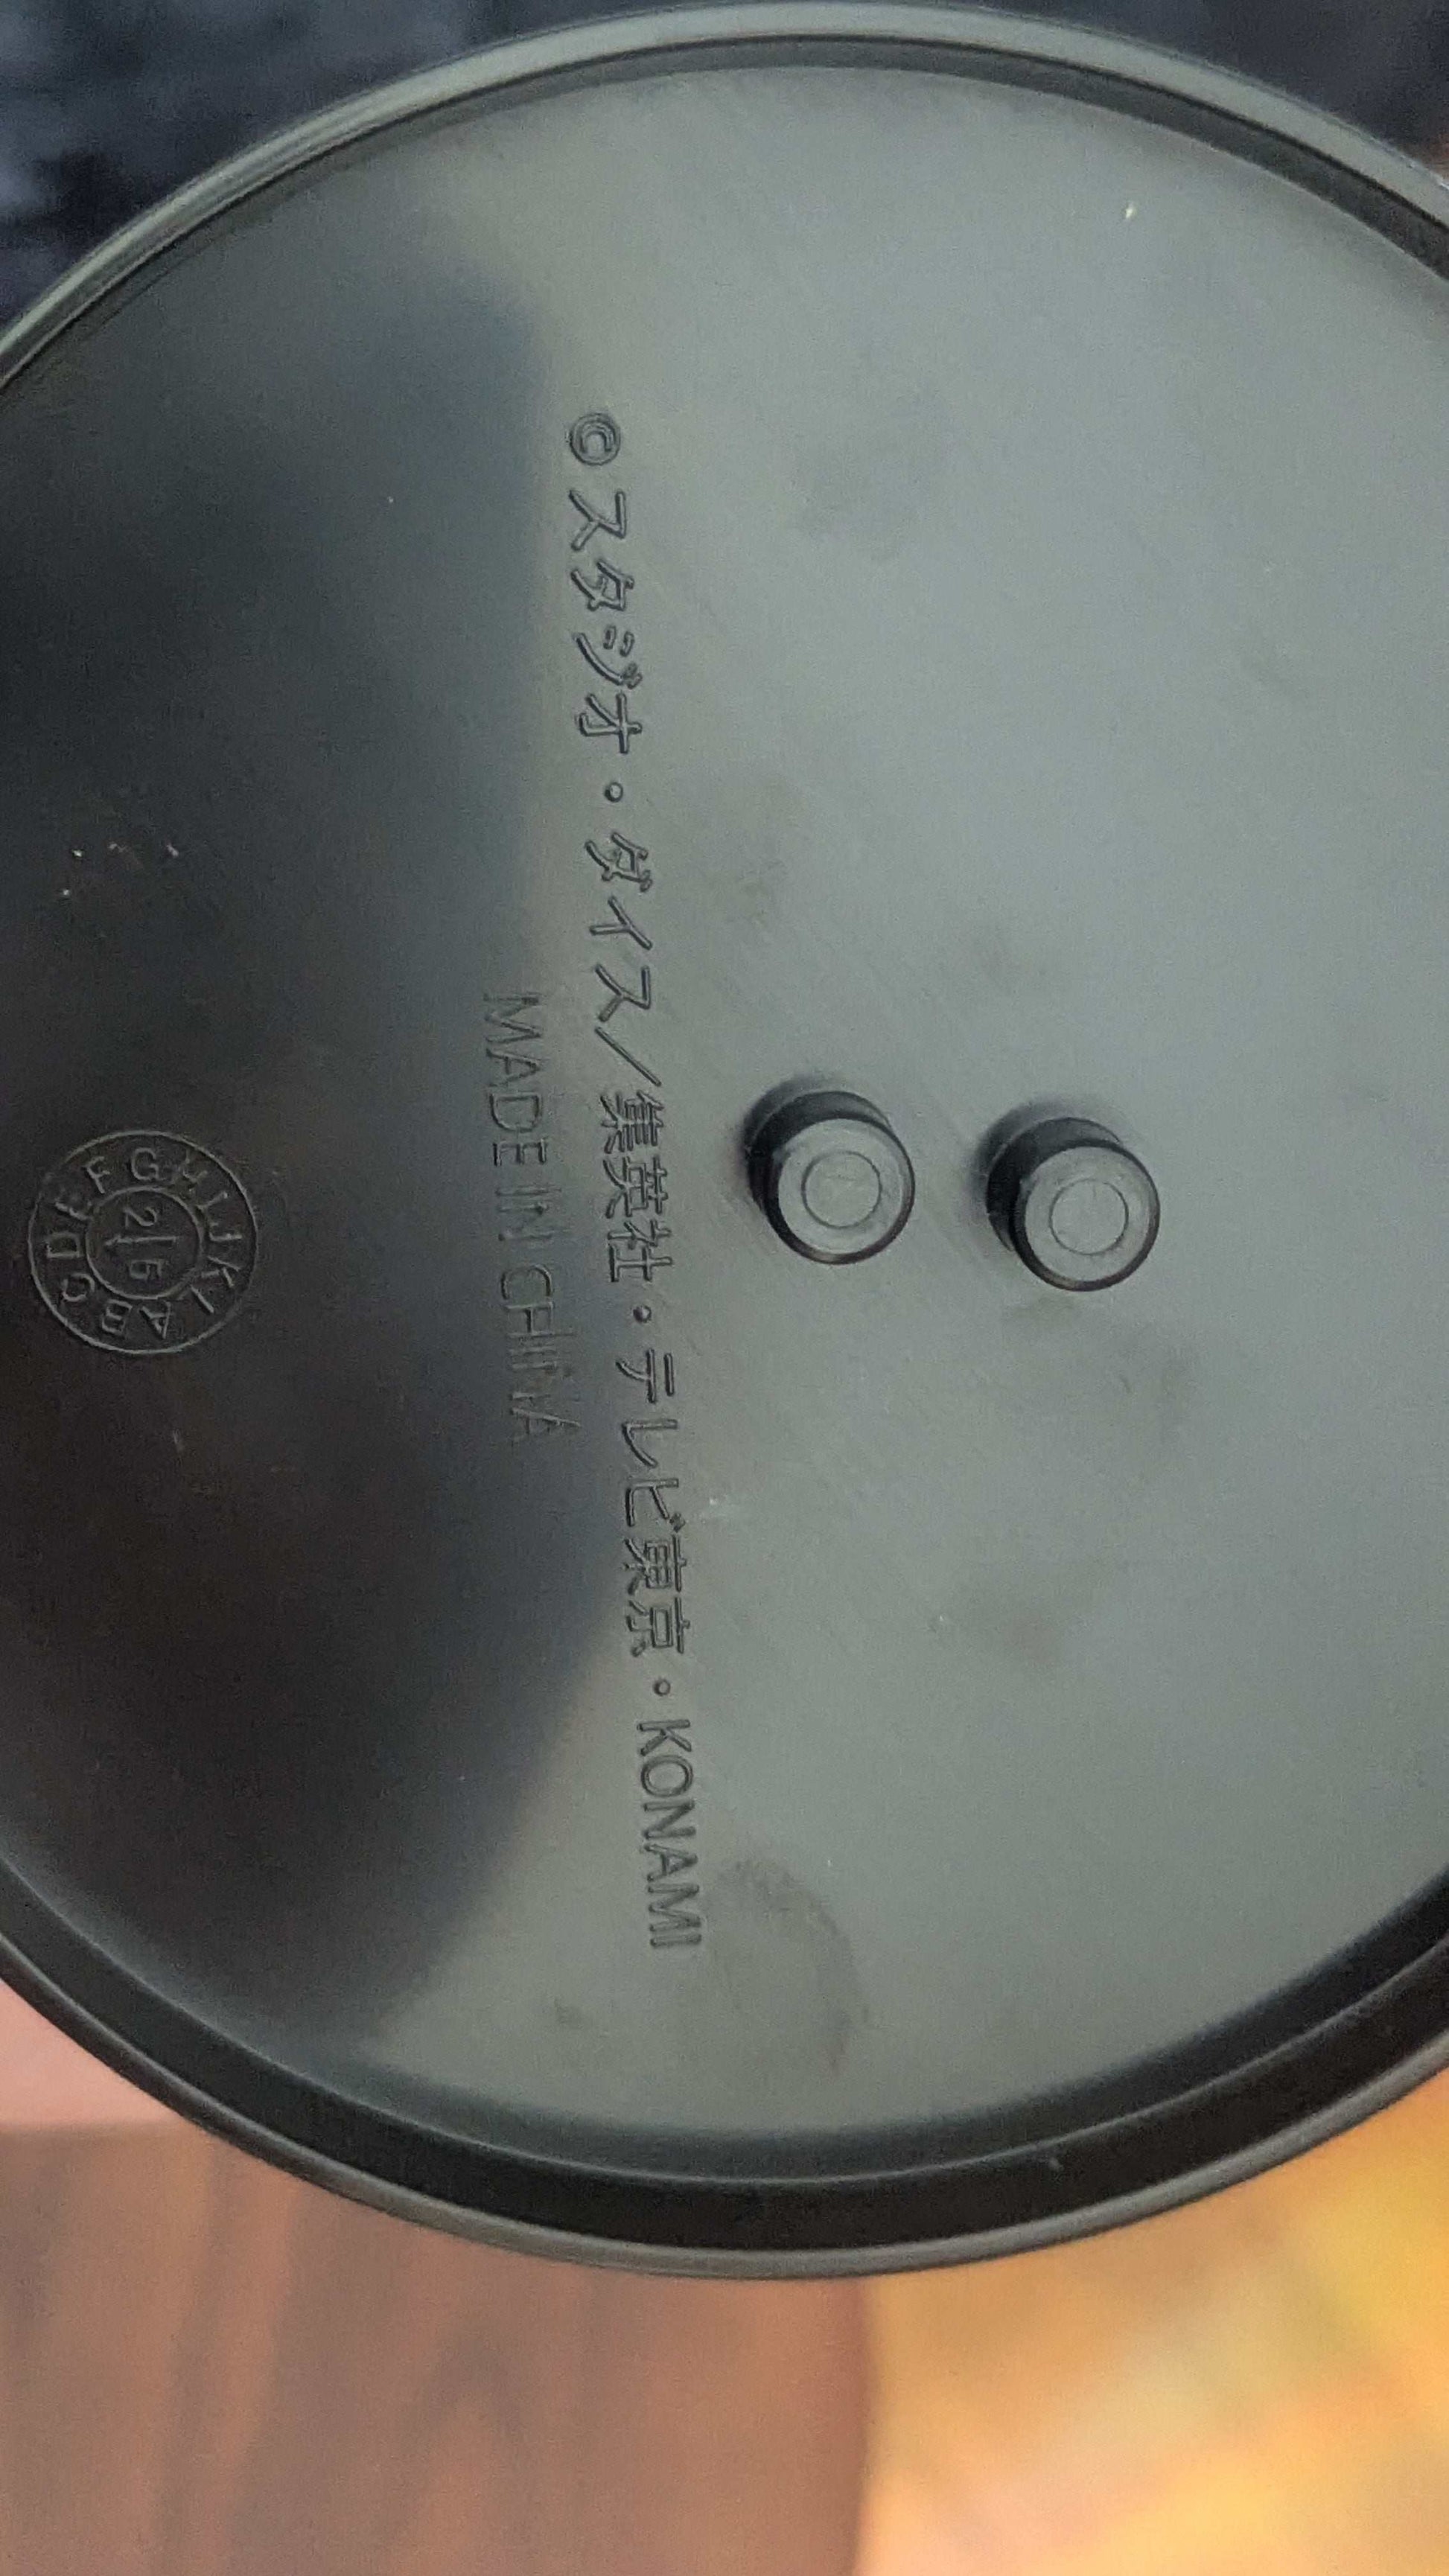 ©スタジオ・ダイス/集英社・テレビ東京・KONAMI
MADE IN CHINA
A B C D E F G H I J K L